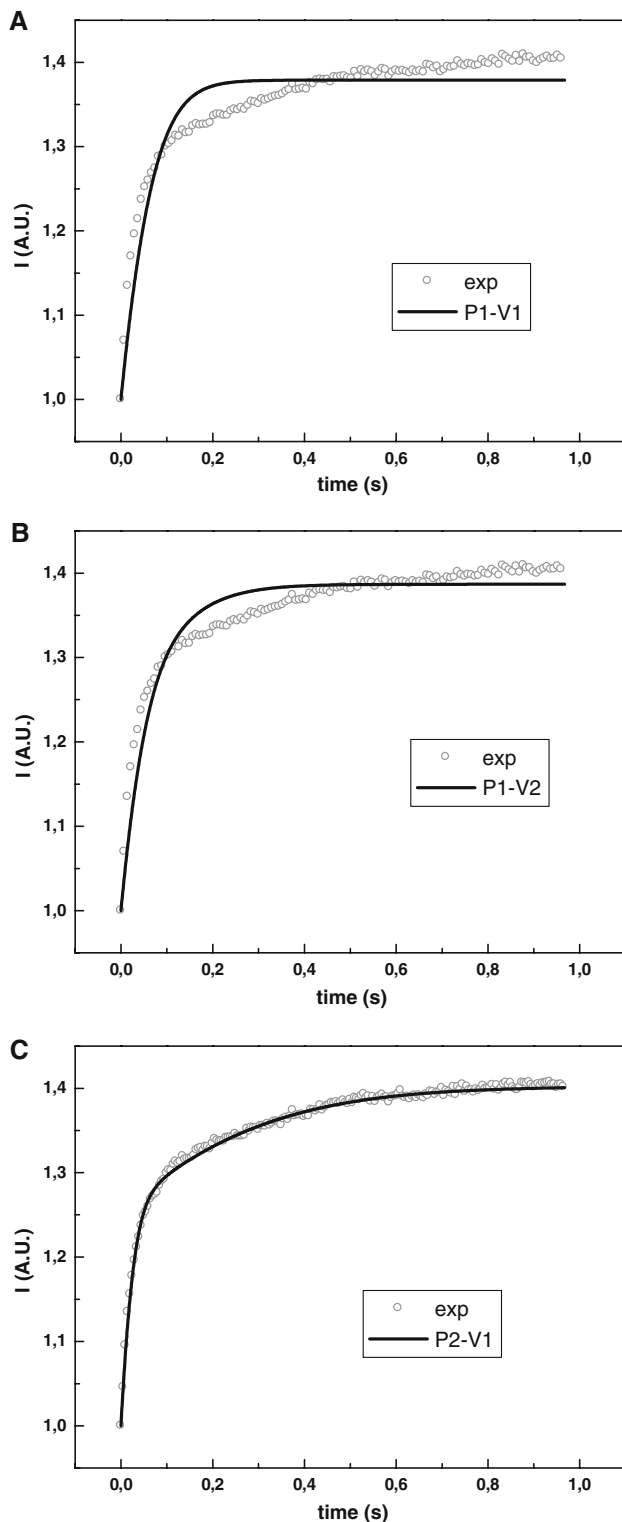 A
1,4
1,3
1,2
1,1
1,0
I (A.U.)
exp
P1-V1
0,0 0,2 0,4 0,6 0,8 1,0
time (s)
B
1,4
1,3
1,2
1,1
1,0
I (A.U.)
exp
P1-V2
0,0 0,2 0,4 0,6 0,8 1,0
time (s)
C
1,4
1,3
1,2
1,1
1,0
I (A.U.)
exp
P2-V1
0,0 0,2 0,4 0,6 0,8 1,0
time (s)